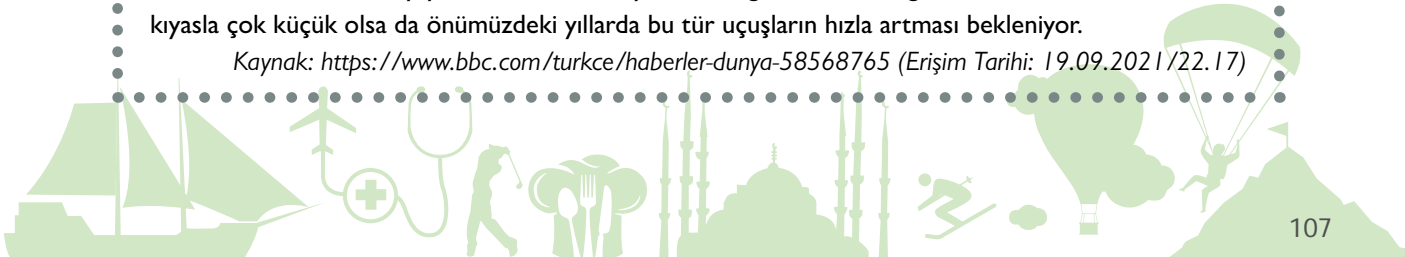 kıyasla çok küçük olsa da önümüzdeki yıllarda bu tür uçuşların hızla artması bekleniyor.
Kaynak: https://www.bbc.com/turkce/haberler-dunya-58568765 (Erişim Tarihi: 19.09.2021/22.17)
107